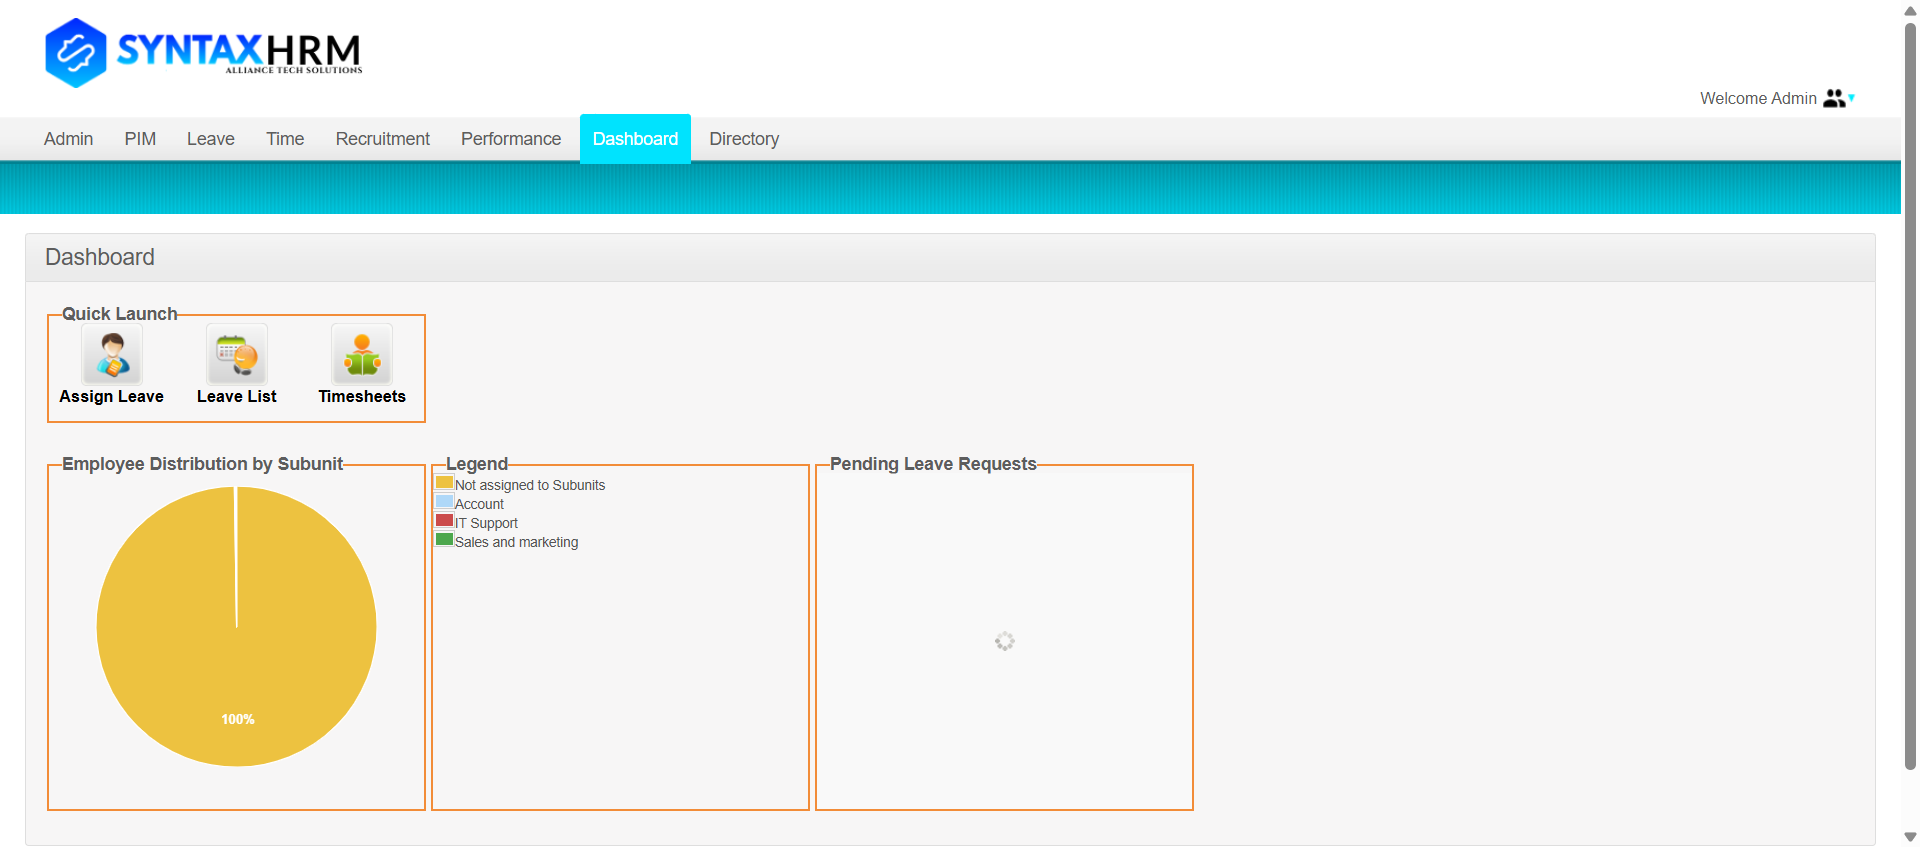 SYNTAXHRM
ALLIANCE TECH SOLUTIONS
Welcome Admin
Admin PIM Leave Time Recruitment Performance Dashboard Directory
Dashboard
Quick Launch
Assign Leave Leave List Timesheets
Employee Distribution by Subunit
100%
Legend
Not assigned to Subunits
Account
IT Support
Sales and marketing
Pending Leave Requests